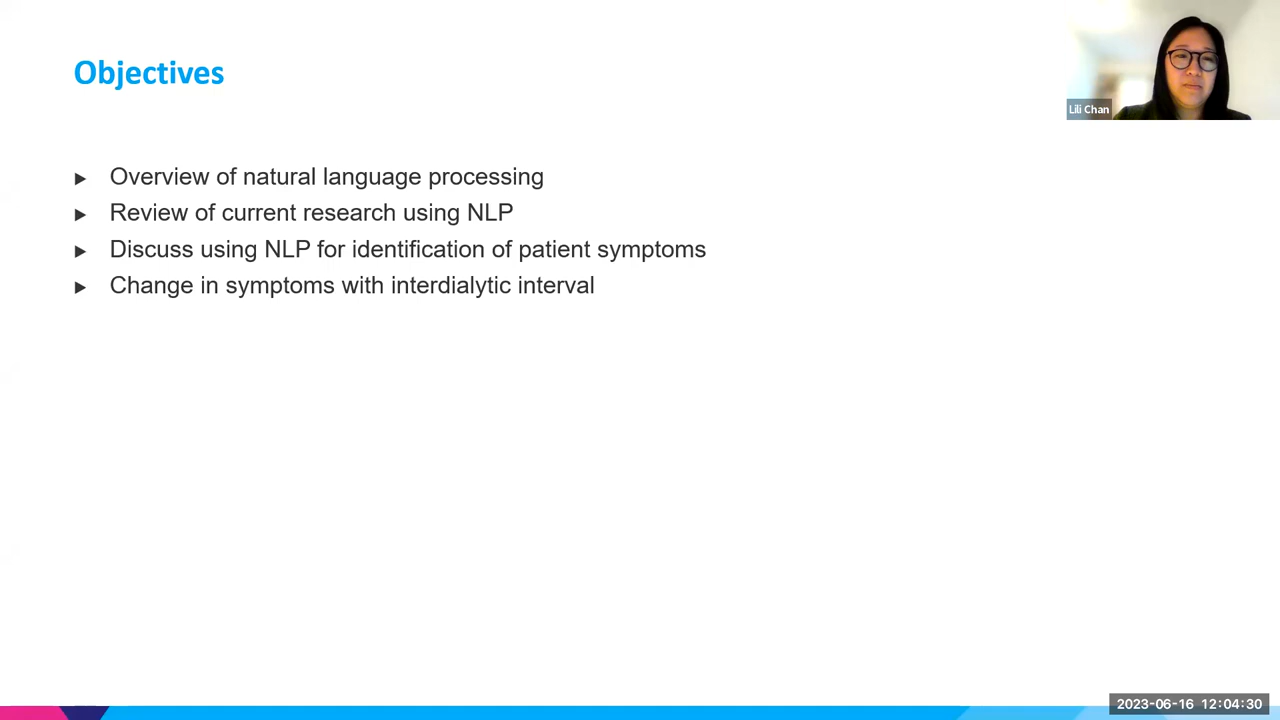 Objectives
Lili Chan
Overview of natural language processing
Review of current research using NLP
Discuss using NLP for identification of patient symptoms
Change in symptoms with interdialytic interval
2023-06-16 12:04:30